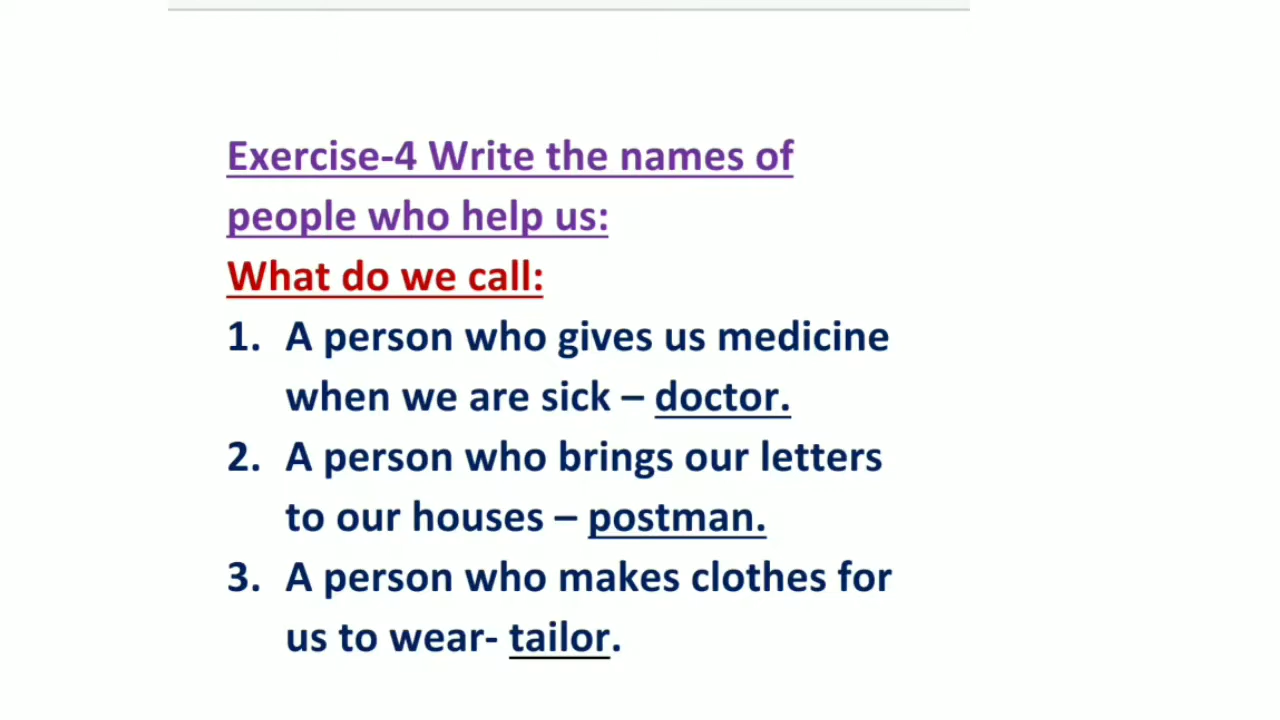 Exercise-4 Write the names of
people who help us:
What do we call:
1. A person who gives us medicine
when we are sick – doctor.
2. A person who brings our letters
to our houses – postman.
3. A person who makes clothes for
us to wear- tailor.